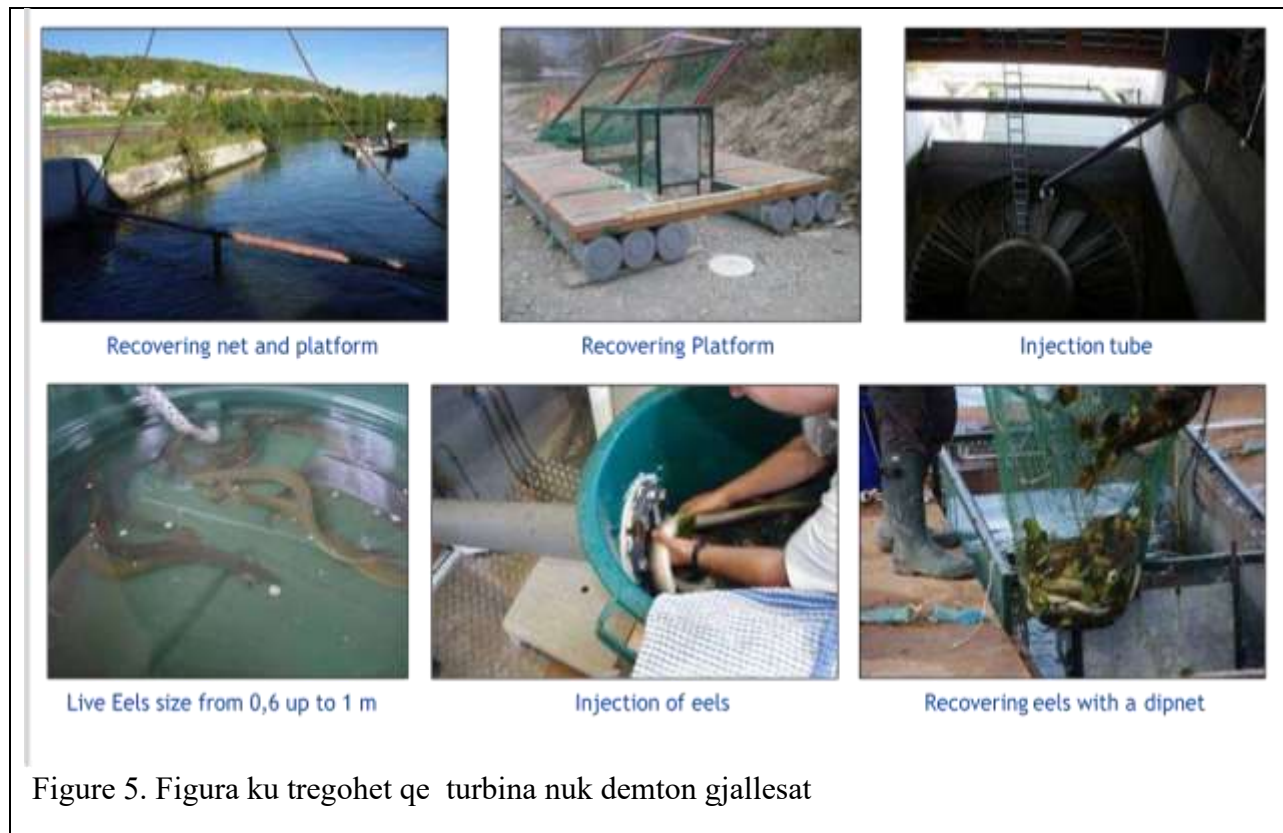 Recovering net and platform
Recovering Platform
Injection tube
Live Eels size from 0,6 up to 1 m
Injection of eels
Recovering eels with a dipnet
Figure 5. Figura ku tregohet qe turbina nuk demton gjallesat